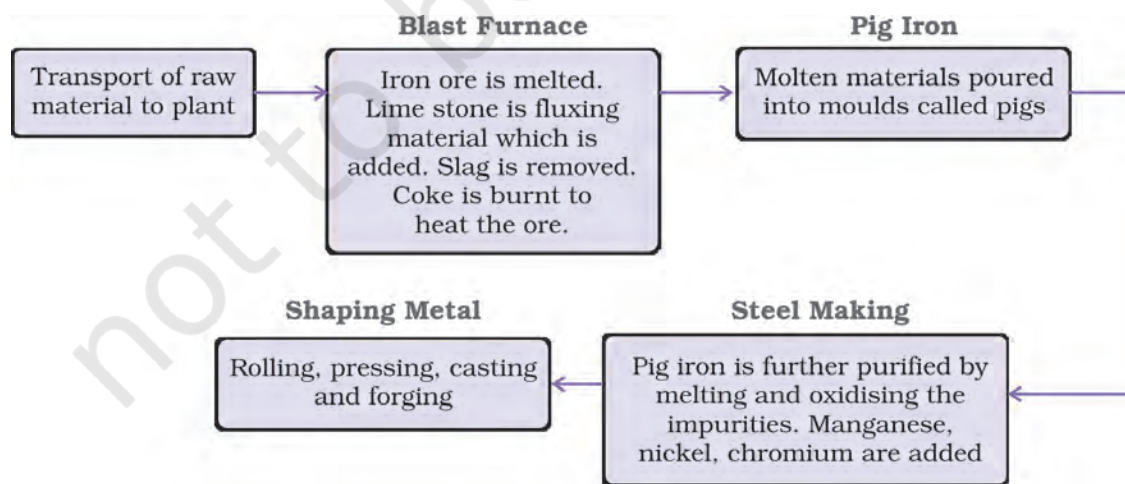 Blast Furnace
Pig Iron
Transport of raw
material to plant
Iron ore is melted.
Lime stone is fluxing
material which is
added. Slag is removed.
Coke is burnt to
heat the ore.
Molten materials poured
into moulds called pigs
Shaping Metal
Steel Making
Rolling, pressing, casting
and forging
Pig iron is further purified by
melting and oxidising the
impurities. Manganese,
nickel, chromium are added
not to b